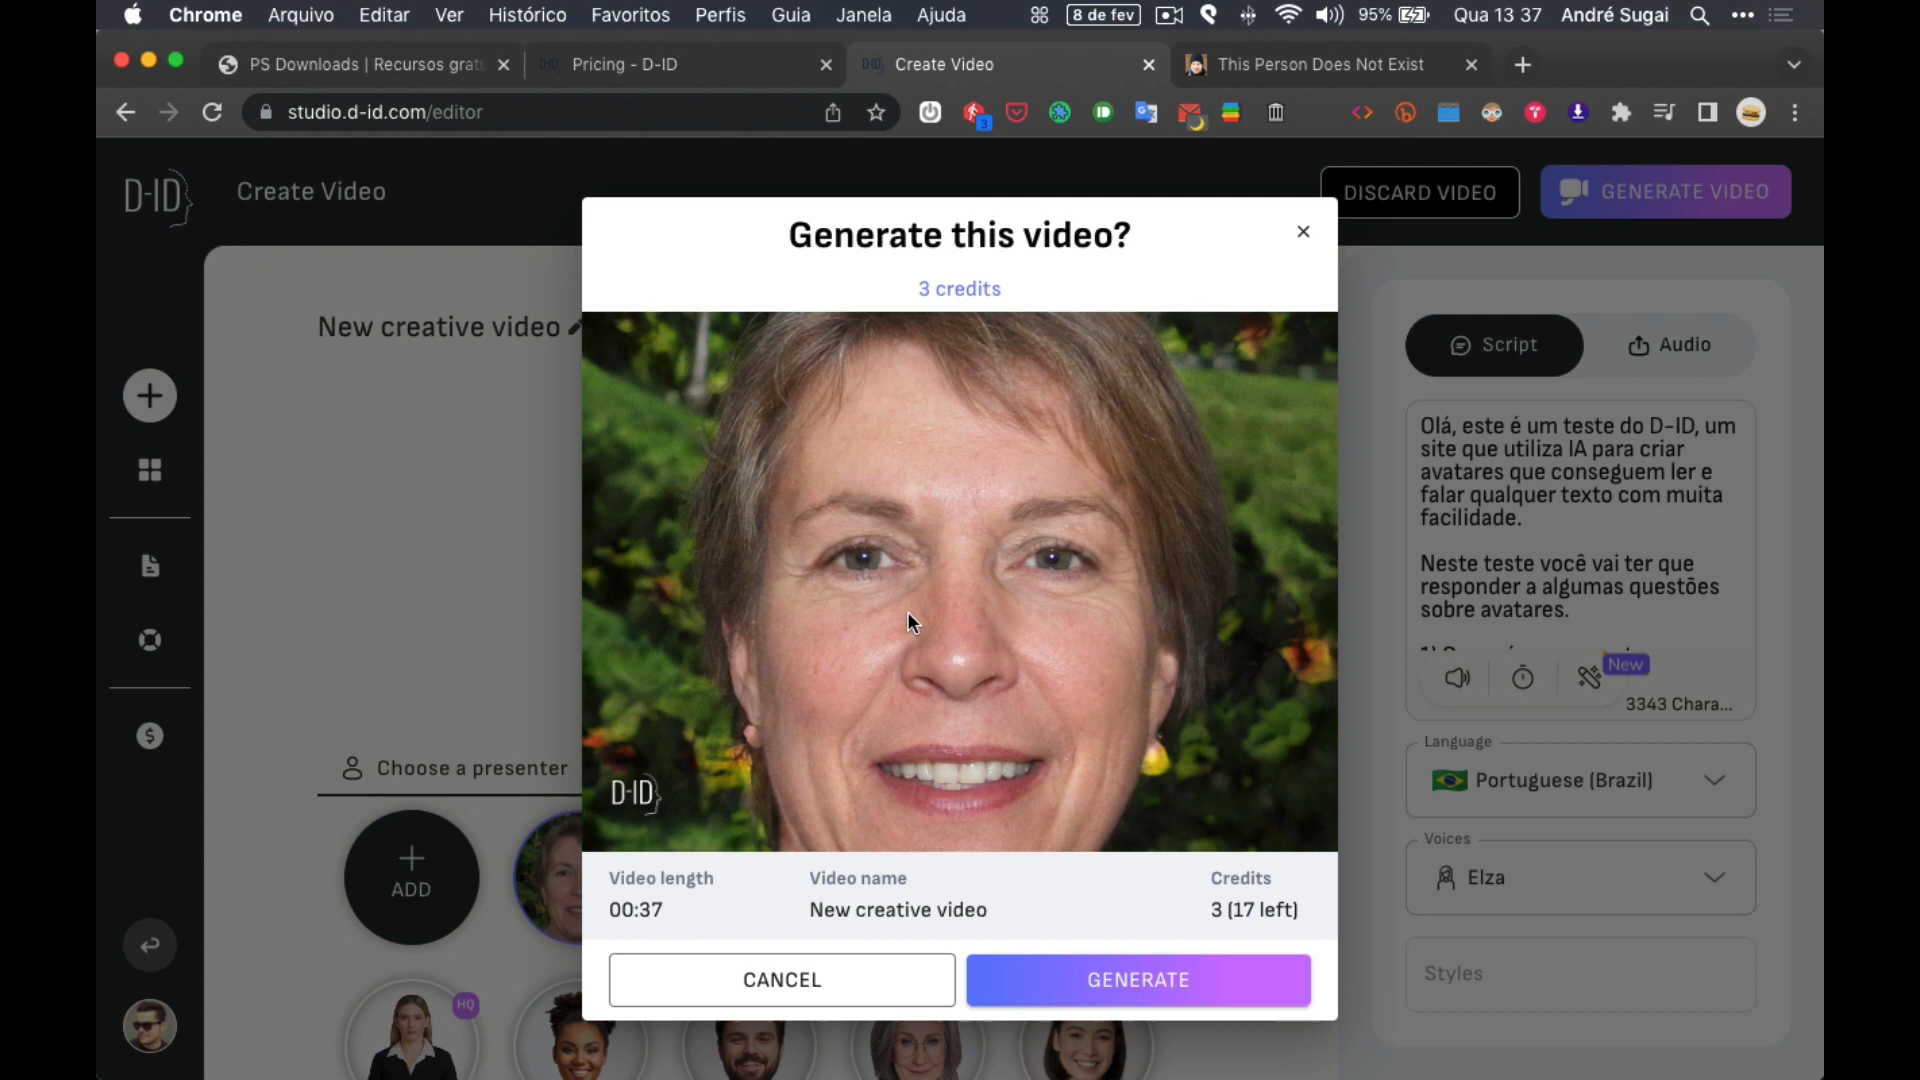 Chrome Arquivo Editar Ver Histórico Favoritos Perfis Guia Janela Ajuda 8 de fev 95% Qua 13 37 André Sugai
PS Downloads | Recursos grat
Pricing - D-ID
Create Video
This Person Does Not Exist
studio.d-id.com/editor
3
D-ID
Create Video
DISCARD VIDEO
GENERATE VIDEO
Generate this video?
3 credits
New creative video
Script
Audio
Olá, este é um teste do D-ID, um
site que utiliza IA para criar
avatares que conseguem ler e
falar qualquer texto com muita
facilidade.
Neste teste você vai ter que
responder a algumas questões
sobre avatares.
New
3343 Chara...
Language
Portuguese (Brazil)
Choose a presenter
D-ID
ADD
Voices
Elza
Video length
Video name
Credits
00:37
New creative video
3 (17 left)
CANCEL
GENERATE
Styles
HQ